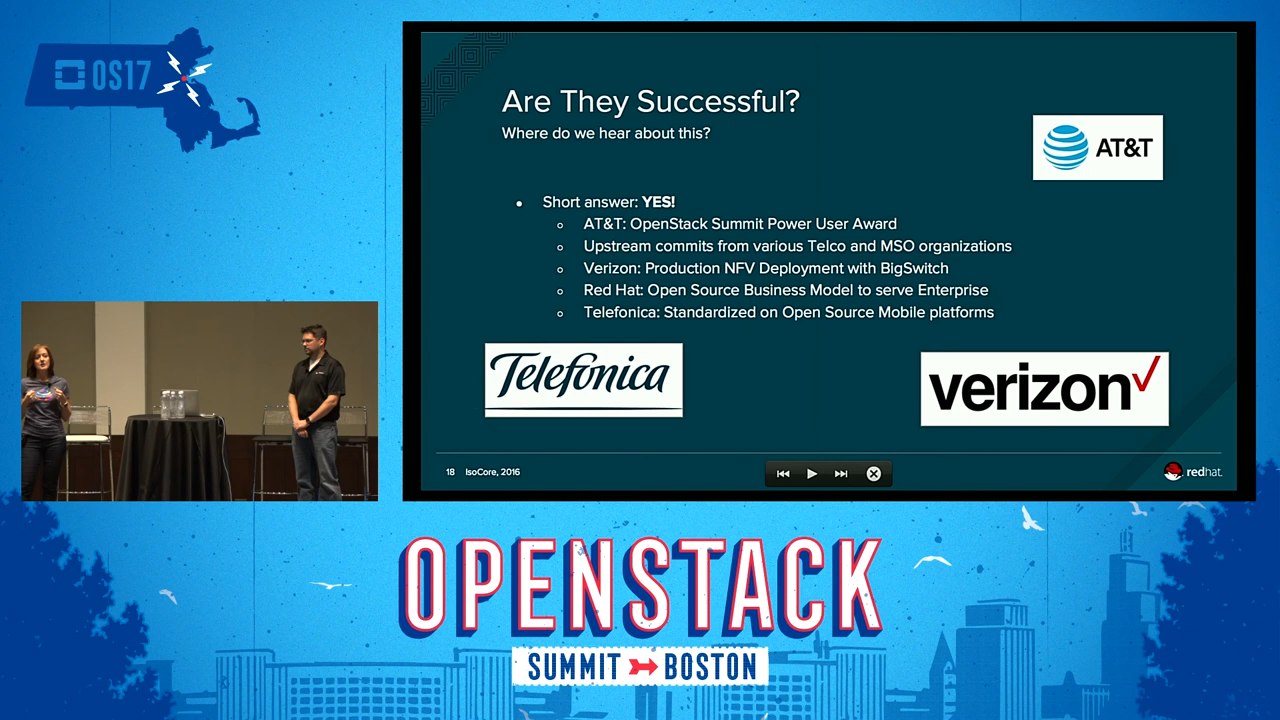 OS17
Are They Successful?
Where do we hear about this?
AT&T
• Short answer: YES!
○ AT&T: OpenStack Summit Power User Award
○ Upstream commits from various Telco and MSO organizations
○ Verizon: Production NFV Deployment with BigSwitch
○ Red Hat: Open Source Business Model to serve Enterprise
○ Telefonica: Standardized on Open Source Mobile platforms
Telefónica
verizon
18 IsoCore, 2016
redhat.
OPENSTACK
SUMMIT BOSTON